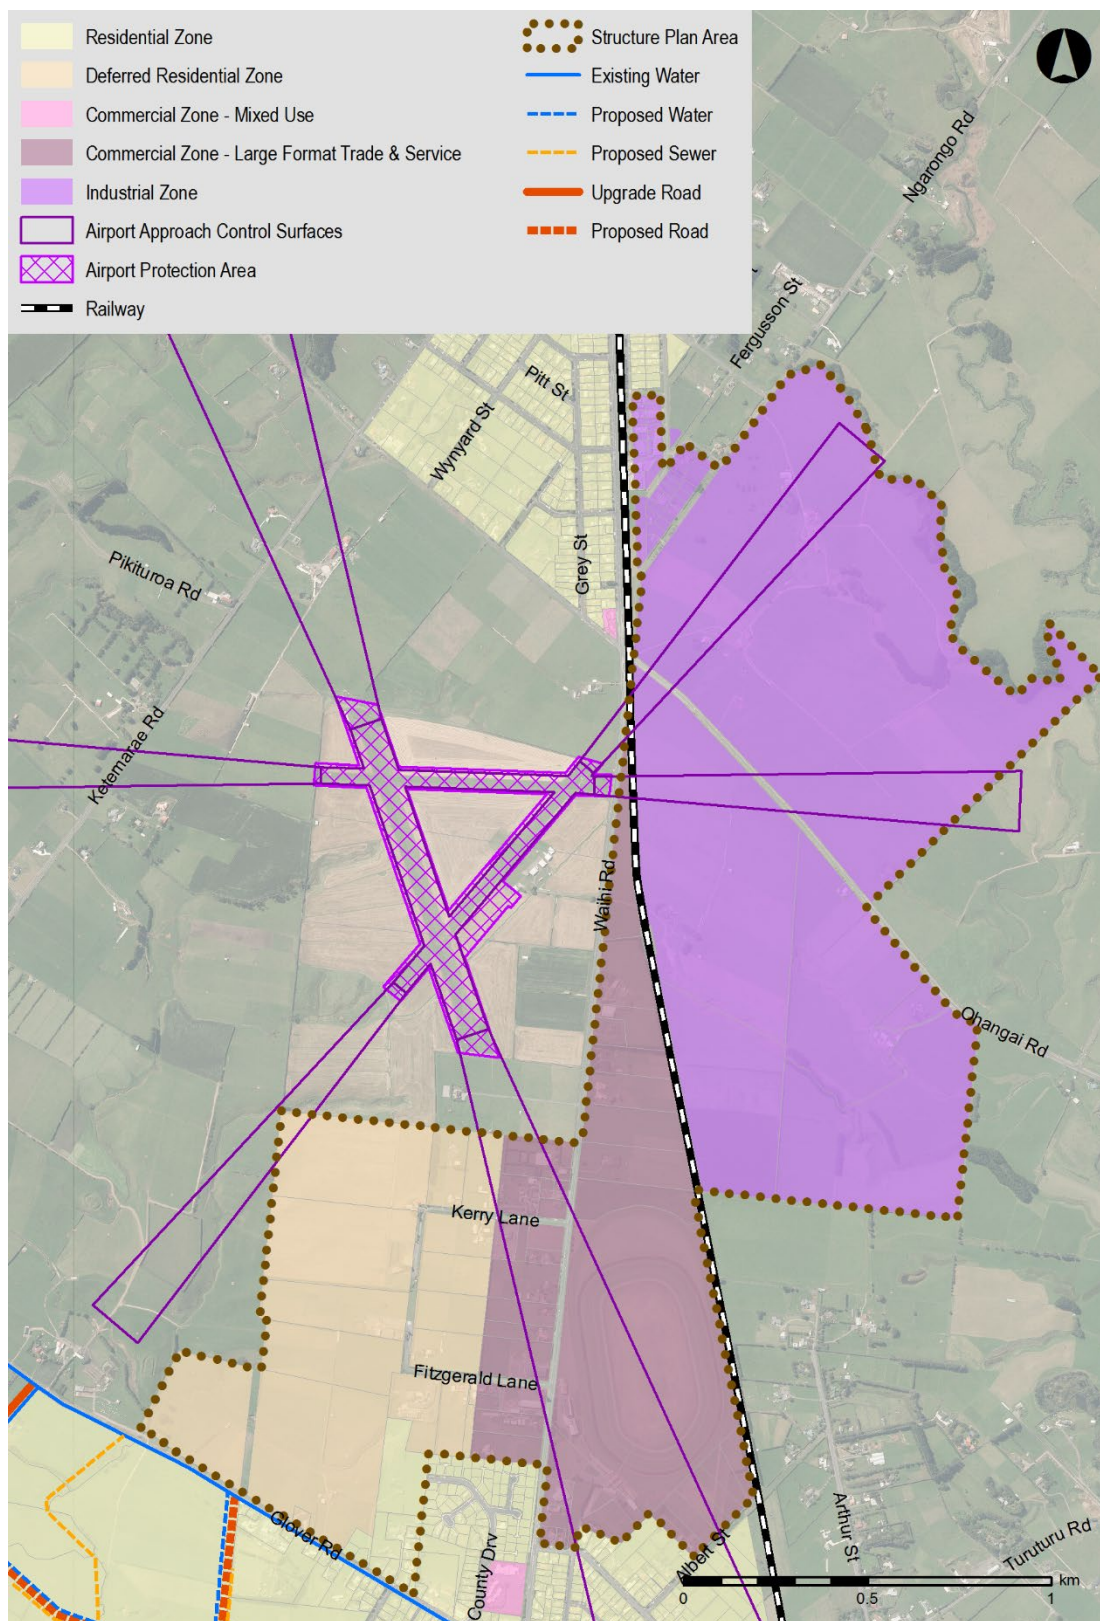 Residential Zone
Deferred Residential Zone
Commercial Zone - Mixed Use
Commercial Zone - Large Format Trade & Service
Industrial Zone
Airport Approach Control Surfaces
Airport Protection Area
Railway
Structure Plan Area
Existing Water
Proposed Water
Proposed Sewer
Upgrade Road
Proposed Road
Ngarongo Rd
Fergusson St
Pitt St
Wynyard St
Grey St
Pikituroa Rd
Ketemarae Rd
Waihi Rd
Ohangai Rd
Kerry Lane
Fitzgerald Lane
Glover Rd
County Drv
Albert St
Arthur St
Turuturu Rd
km
0 0.5 1